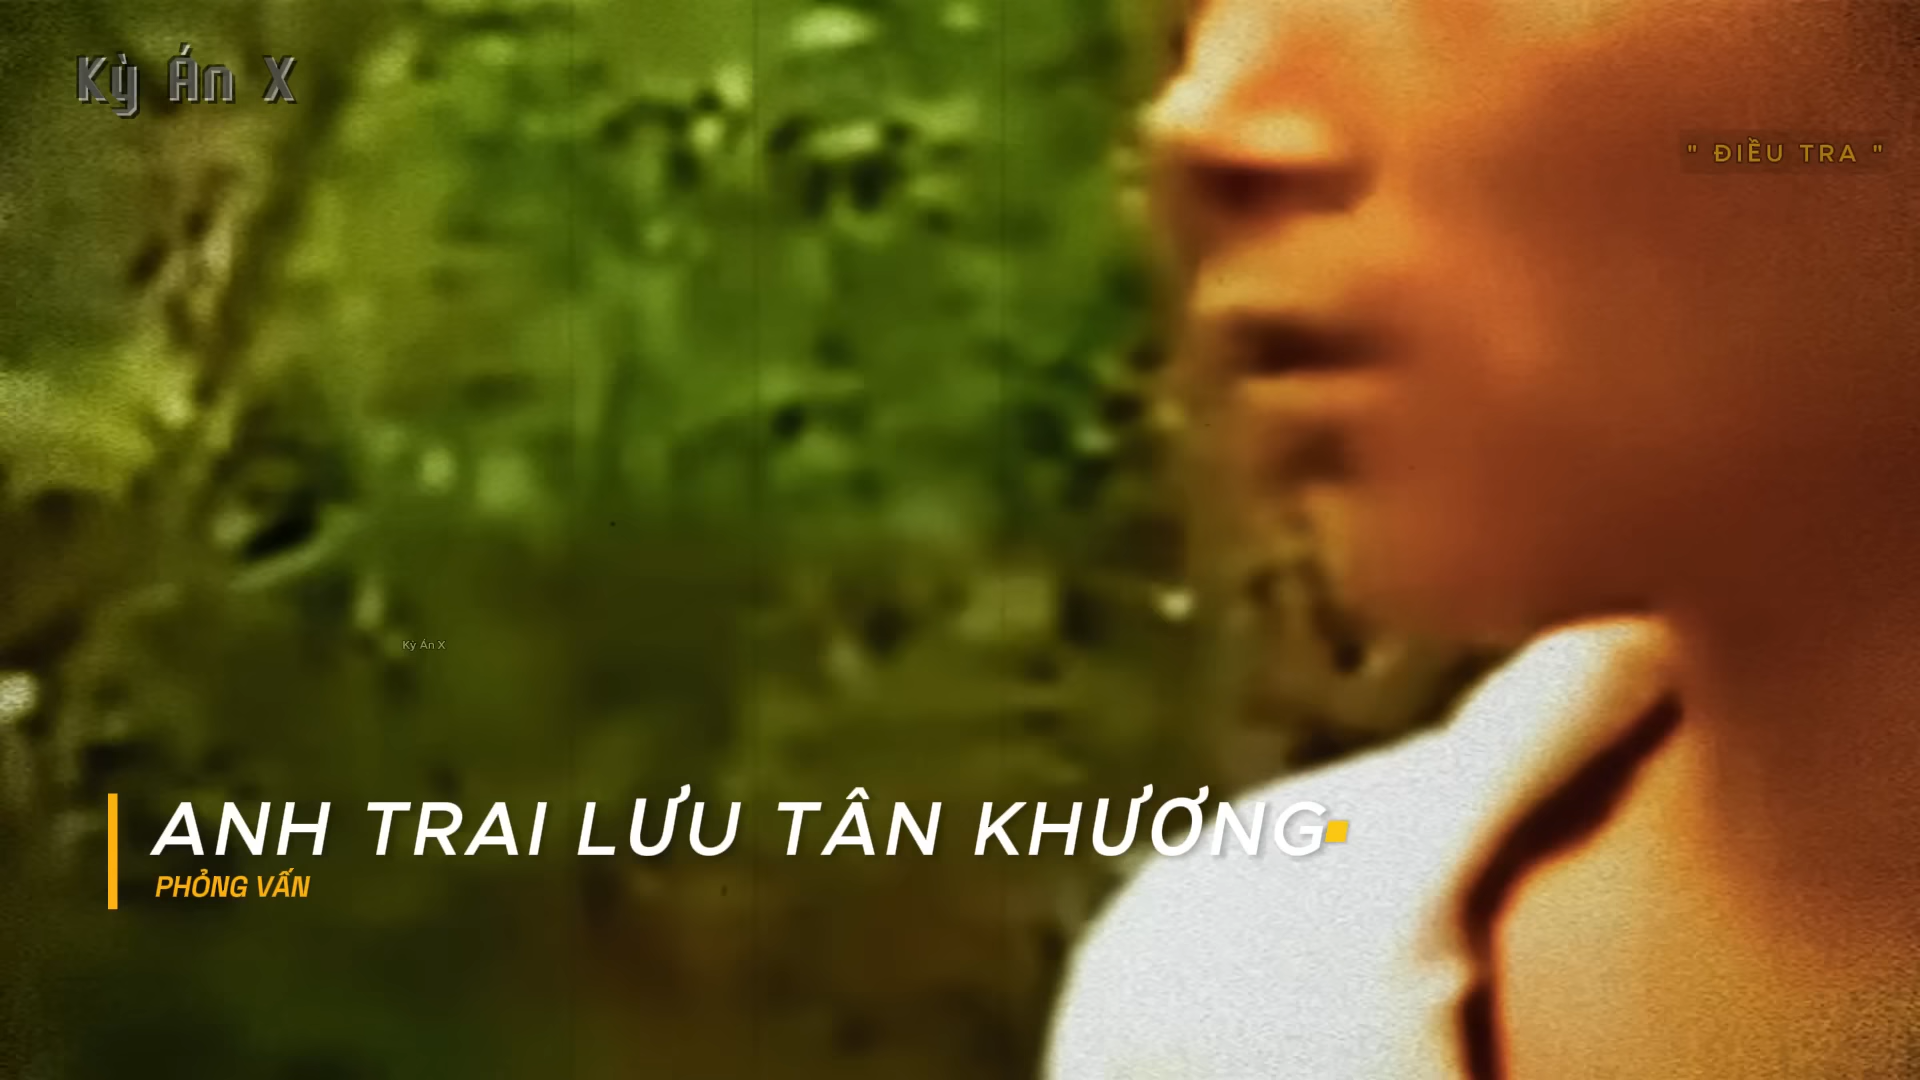 Kỳ Án X
" ĐIỀU TRA "
Kỳ Án X
ANH TRAI LƯU TÂN KHƯƠNG
PHỎNG VẤN